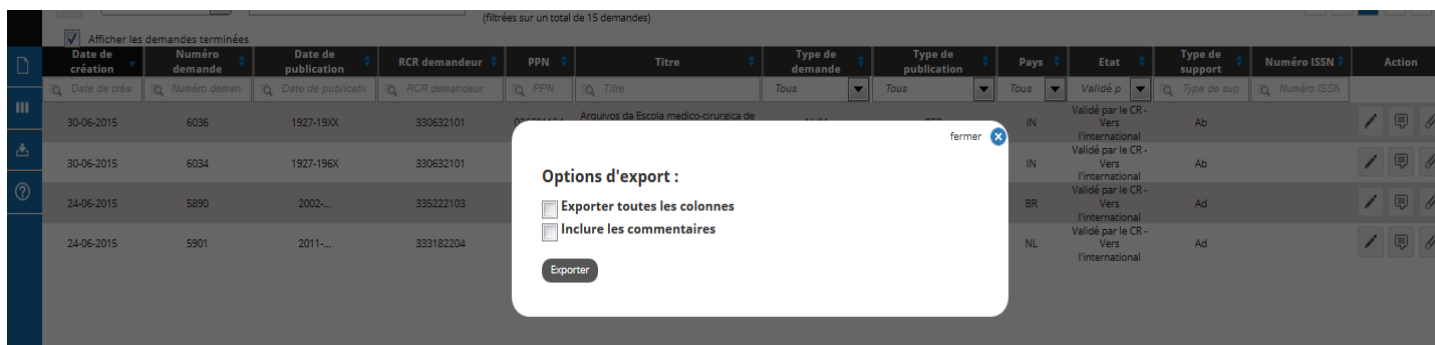 (filtrées sur un total de 15 demandes)
Afficher les demandes terminées
Date de création Numéro demande Date de publication RCR demandeur PPN Titre Type de demande Type de publication Pays Etat Type de support Numéro ISSN Action
Date de créa Numéro deman Date de publicatio RCR demandeur PPN Titre Tous Tous Tous Validé p Type de sup Numéro ISSN
30-06-2015 6036 1927-19XX 330632101 Arquivos da Escola medico-cirurgica de IN Validé par le CR - Vers l'international Ab
30-06-2015 6034 1927-196X 330632101 IN Validé par le CR - Vers l'international Ab
24-06-2015 5890 2002-... 335222103 BR Validé par le CR - Vers l'international Ad
24-06-2015 5901 2011-... 333182204 NL Validé par le CR - Vers l'international Ad
fermer
Options d'export :
Exporter toutes les colonnes
Inclure les commentaires
Exporter